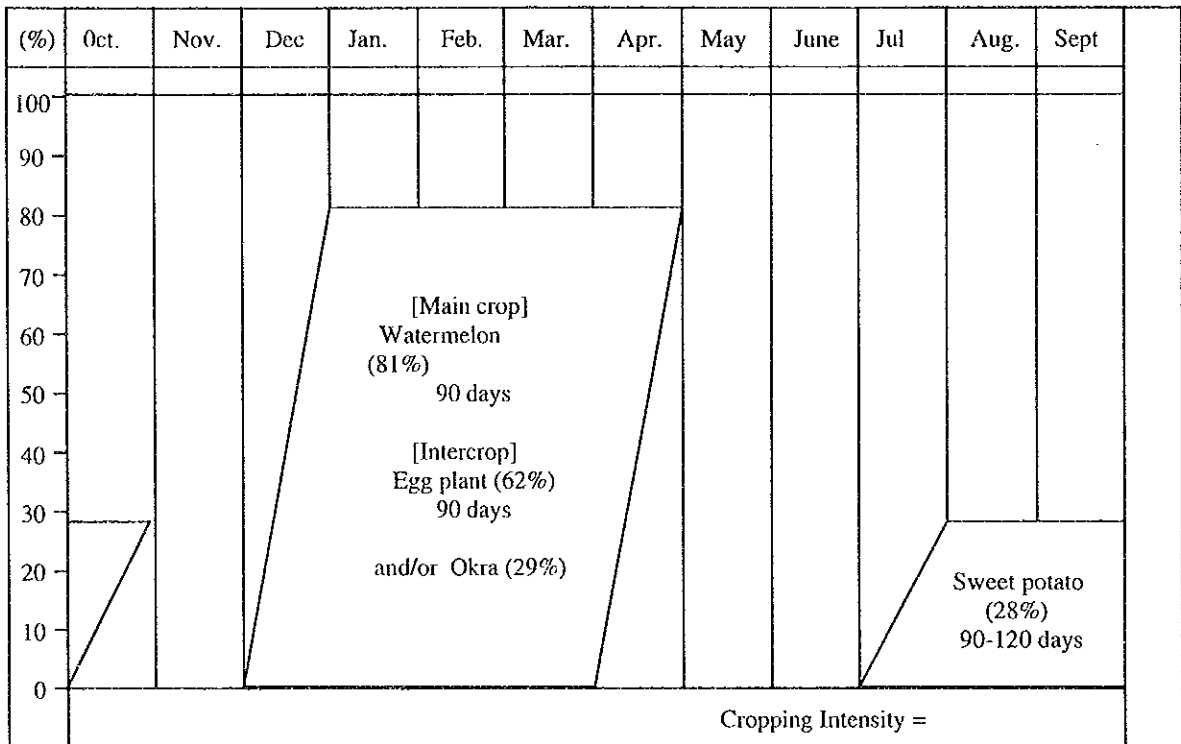 (%) 0ct. Nov. Dec Jan. Feb. Mar. Apr. May June Jul Aug. Sept
100
90
80
70
60
50
40
30
20
10
0
[Main crop]
Watermelon
(81%)
90 days
[Intercrop]
Egg plant (62%)
90 days
and/or Okra (29%)
Sweet potato
(28%)
90-120 days
Cropping Intensity =